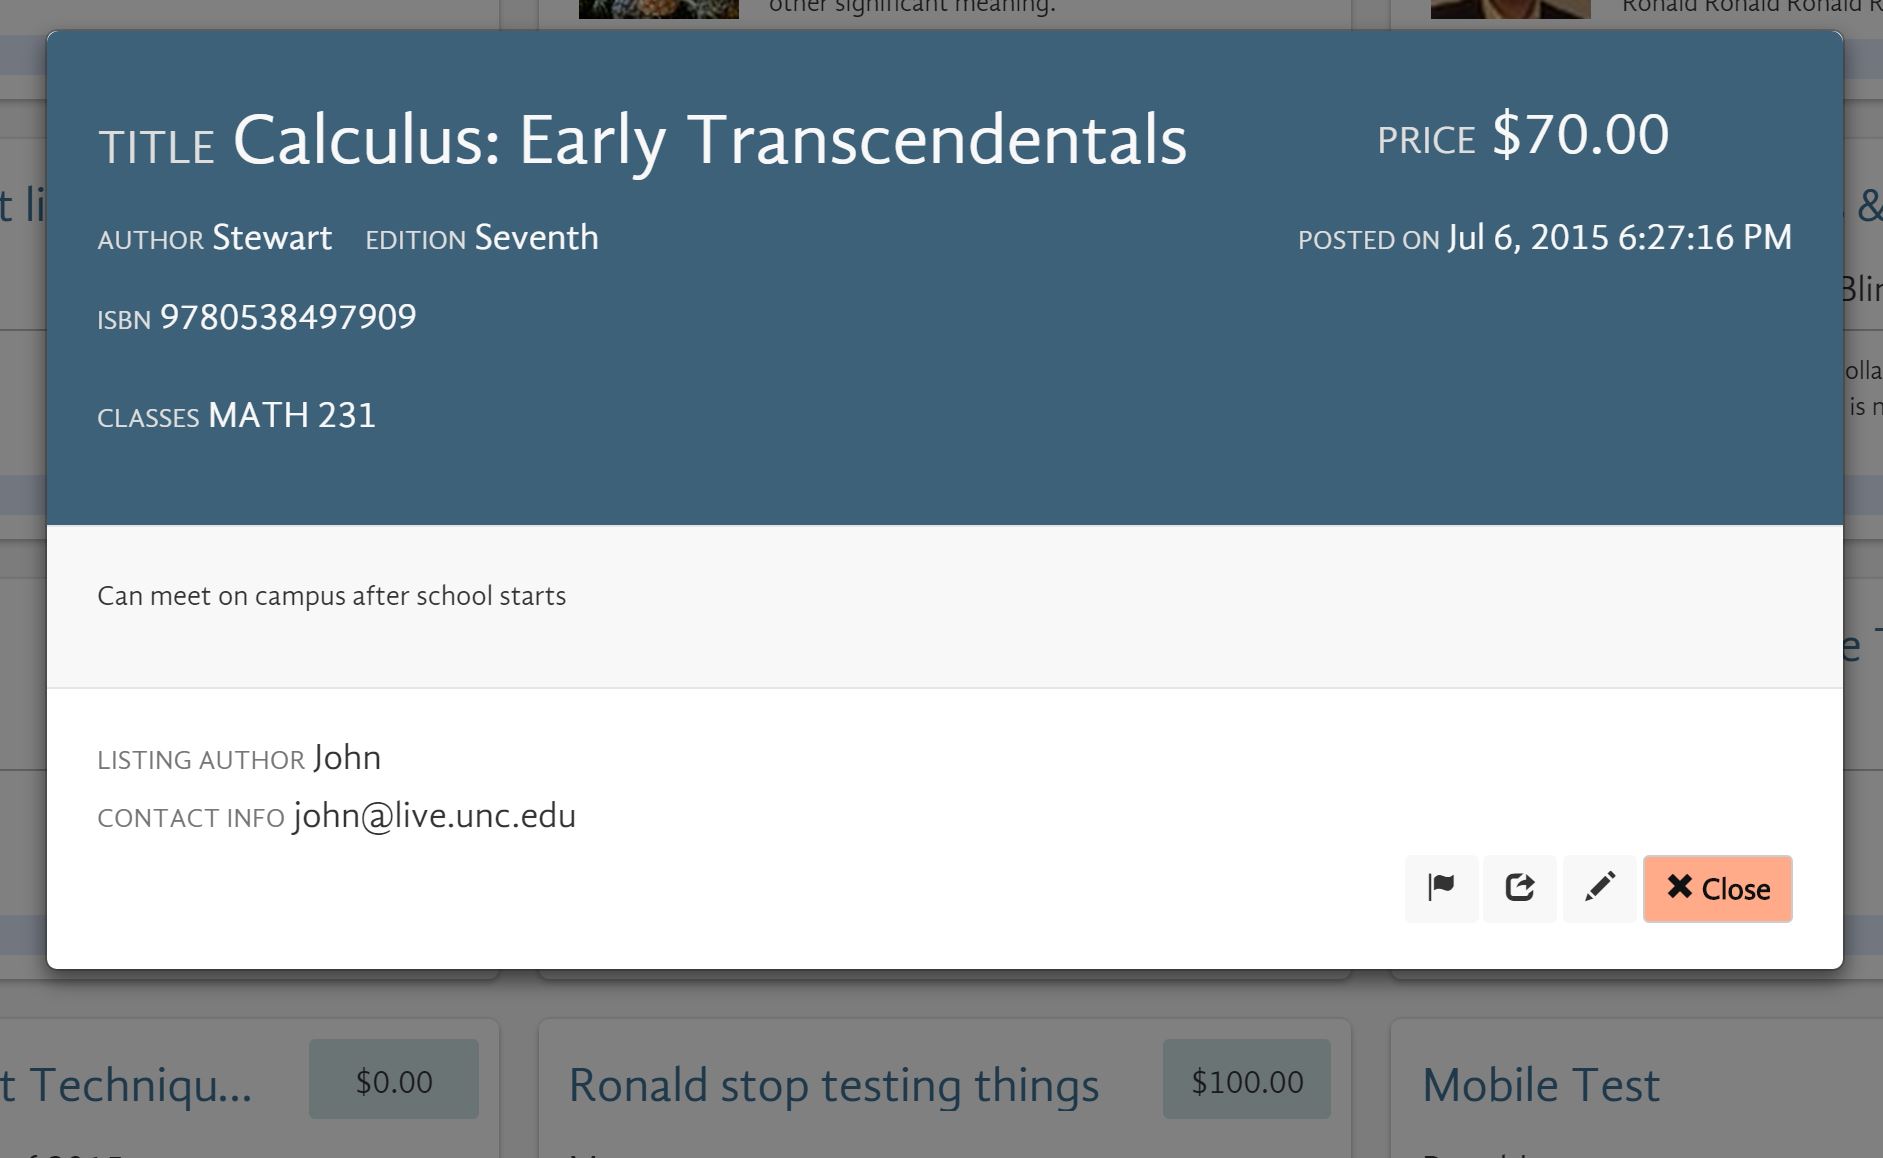 other significant meaning.
Ronald Ronald Ronald
TITLE Calculus: Early Transcendentals
PRICE $70.00
t li
&
AUTHOR Stewart EDITION Seventh
POSTED ON Jul 6, 2015 6:27:16 PM
ISBN 9780538497909
CLASSES MATH 231
is
Can meet on campus after school starts
LISTING AUTHOR John
CONTACT INFO john@live.unc.edu
Close
t Techniqu...
$0.00
Ronald stop testing things
$100.00
Mobile Test